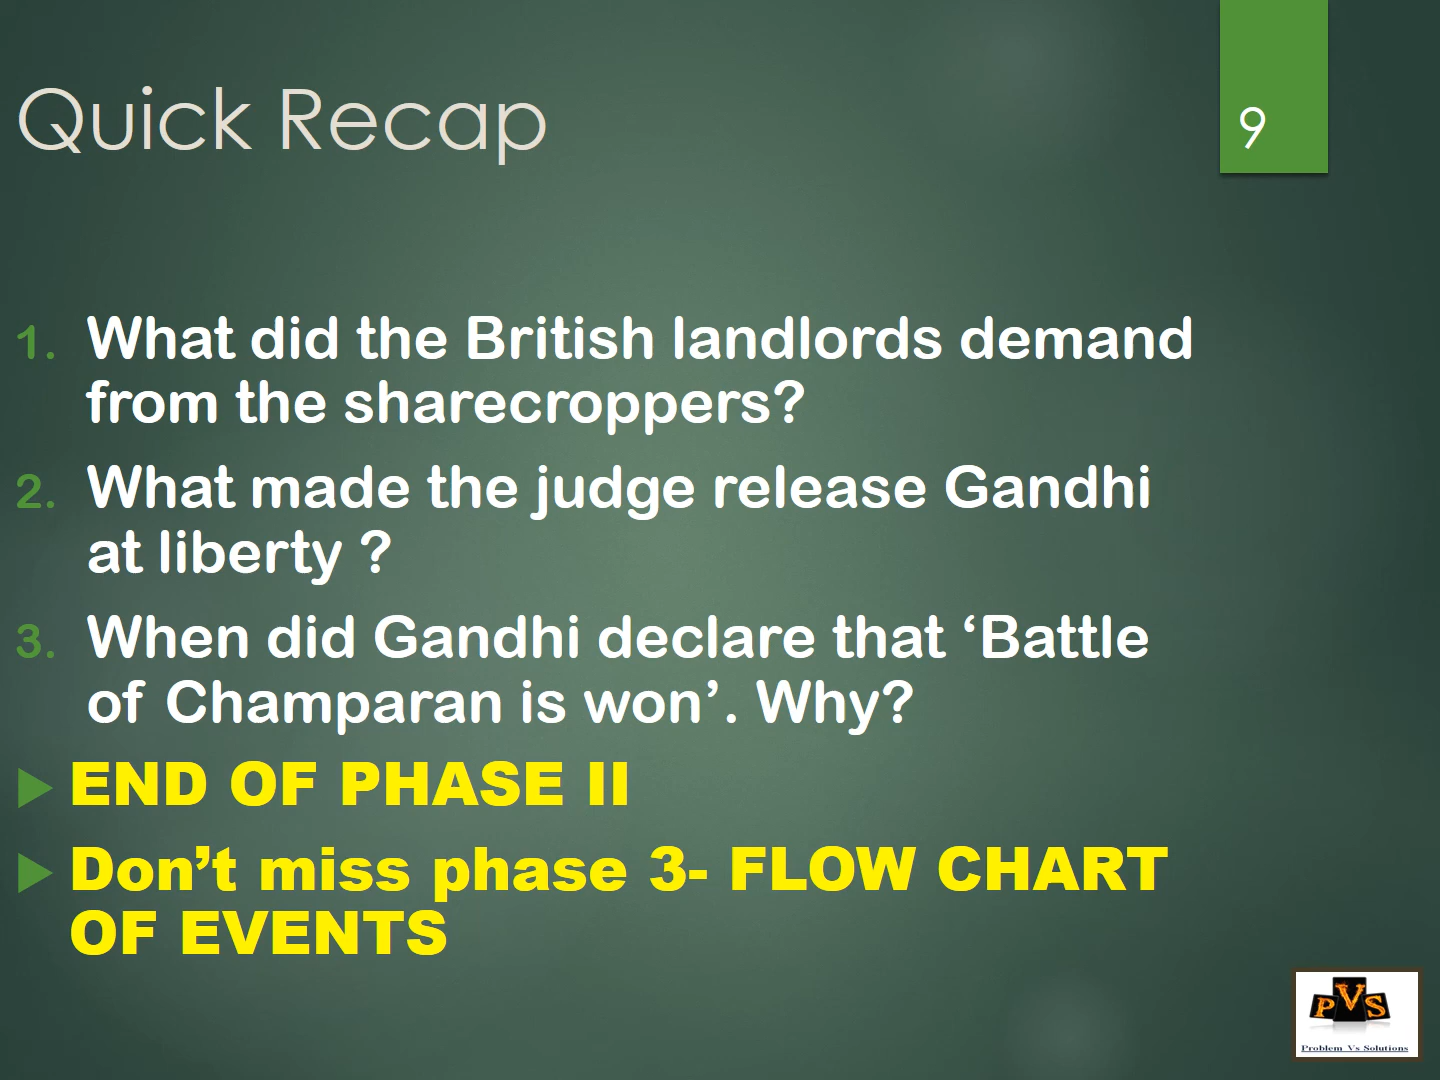 Quick Recap
9
1. What did the British landlords demand
from the sharecroppers?
2. What made the judge release Gandhi
at liberty ?
3. When did Gandhi declare that ‘Battle
of Champaran is won’. Why?
END OF PHASE II
Don’t miss phase 3- FLOW CHART
OF EVENTS
PVS
Problem Vs Solutions